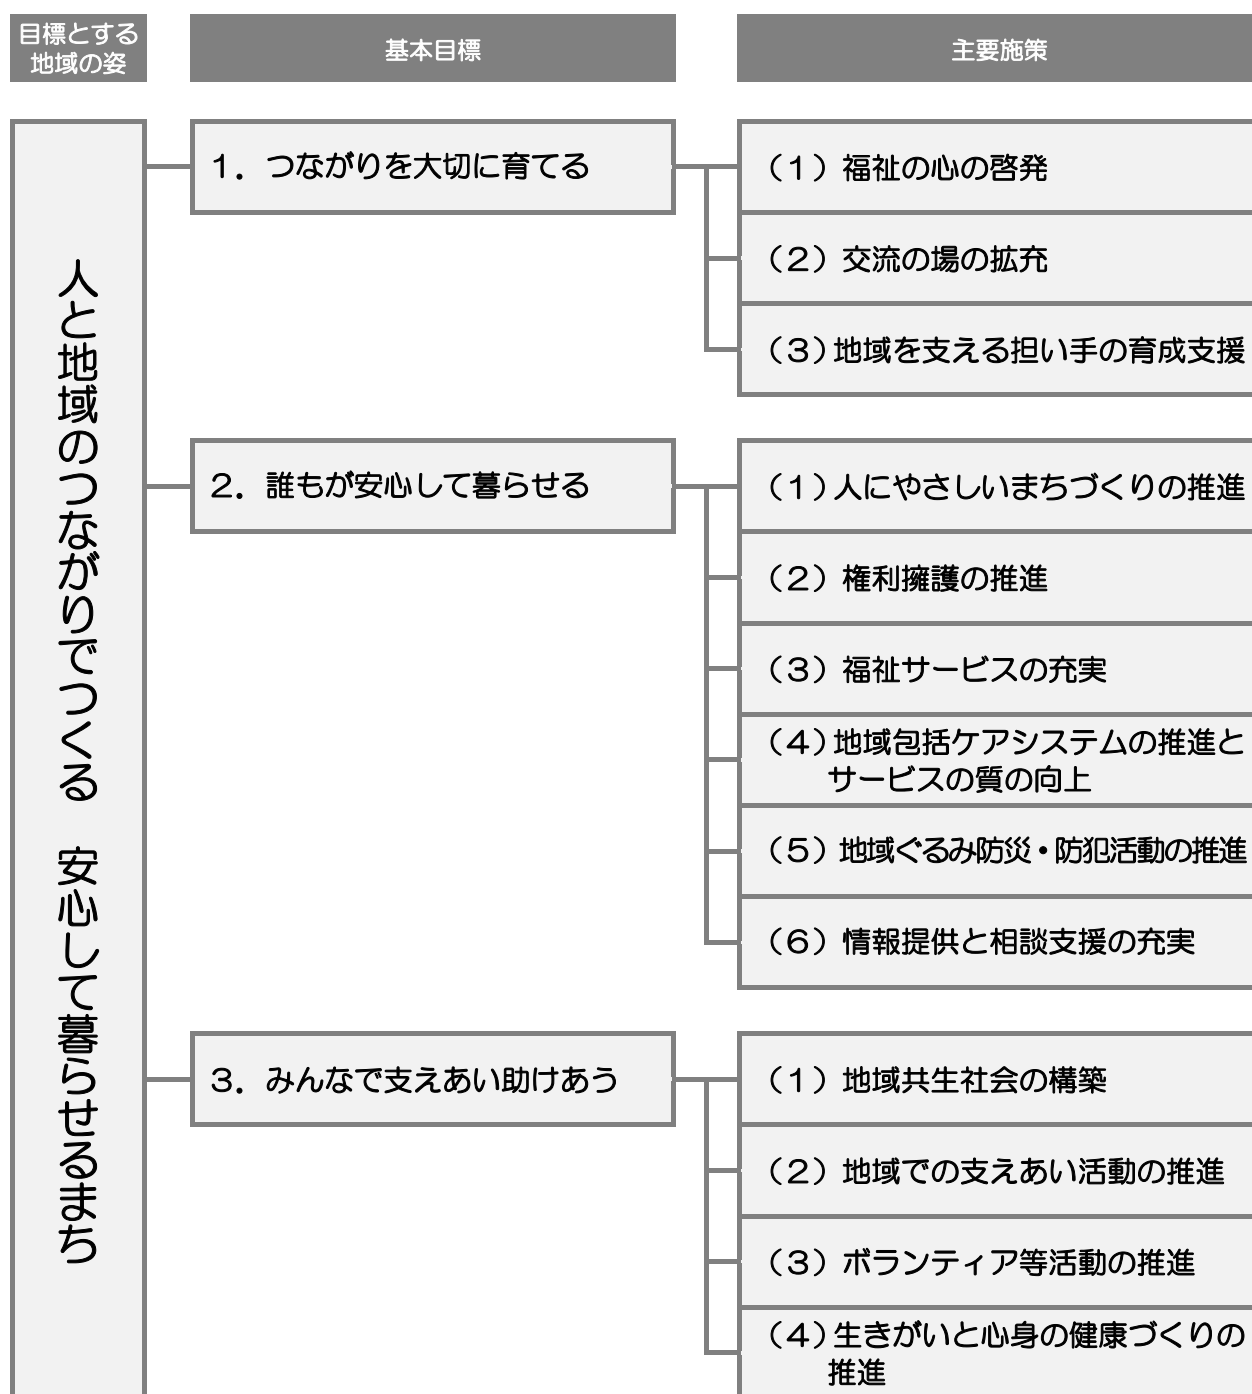 目標とする
地域の姿
基本目標
主要施策
人と地域のつながりでつくる　安心して暮らせるまち
１．つながりを大切に育てる
（１）福祉の心の啓発
（２）交流の場の拡充
（３）地域を支える担い手の育成支援
２．誰もが安心して暮らせる
（１）人にやさしいまちづくりの推進
（２）権利擁護の推進
（３）福祉サービスの充実
（４）地域包括ケアシステムの推進と
サービスの質の向上
（５）地域ぐるみ防災・防犯活動の推進
（６）情報提供と相談支援の充実
３．みんなで支えあい助けあう
（１）地域共生社会の構築
（２）地域での支えあい活動の推進
（３）ボランティア等活動の推進
（４）生きがいと心身の健康づくりの
推進